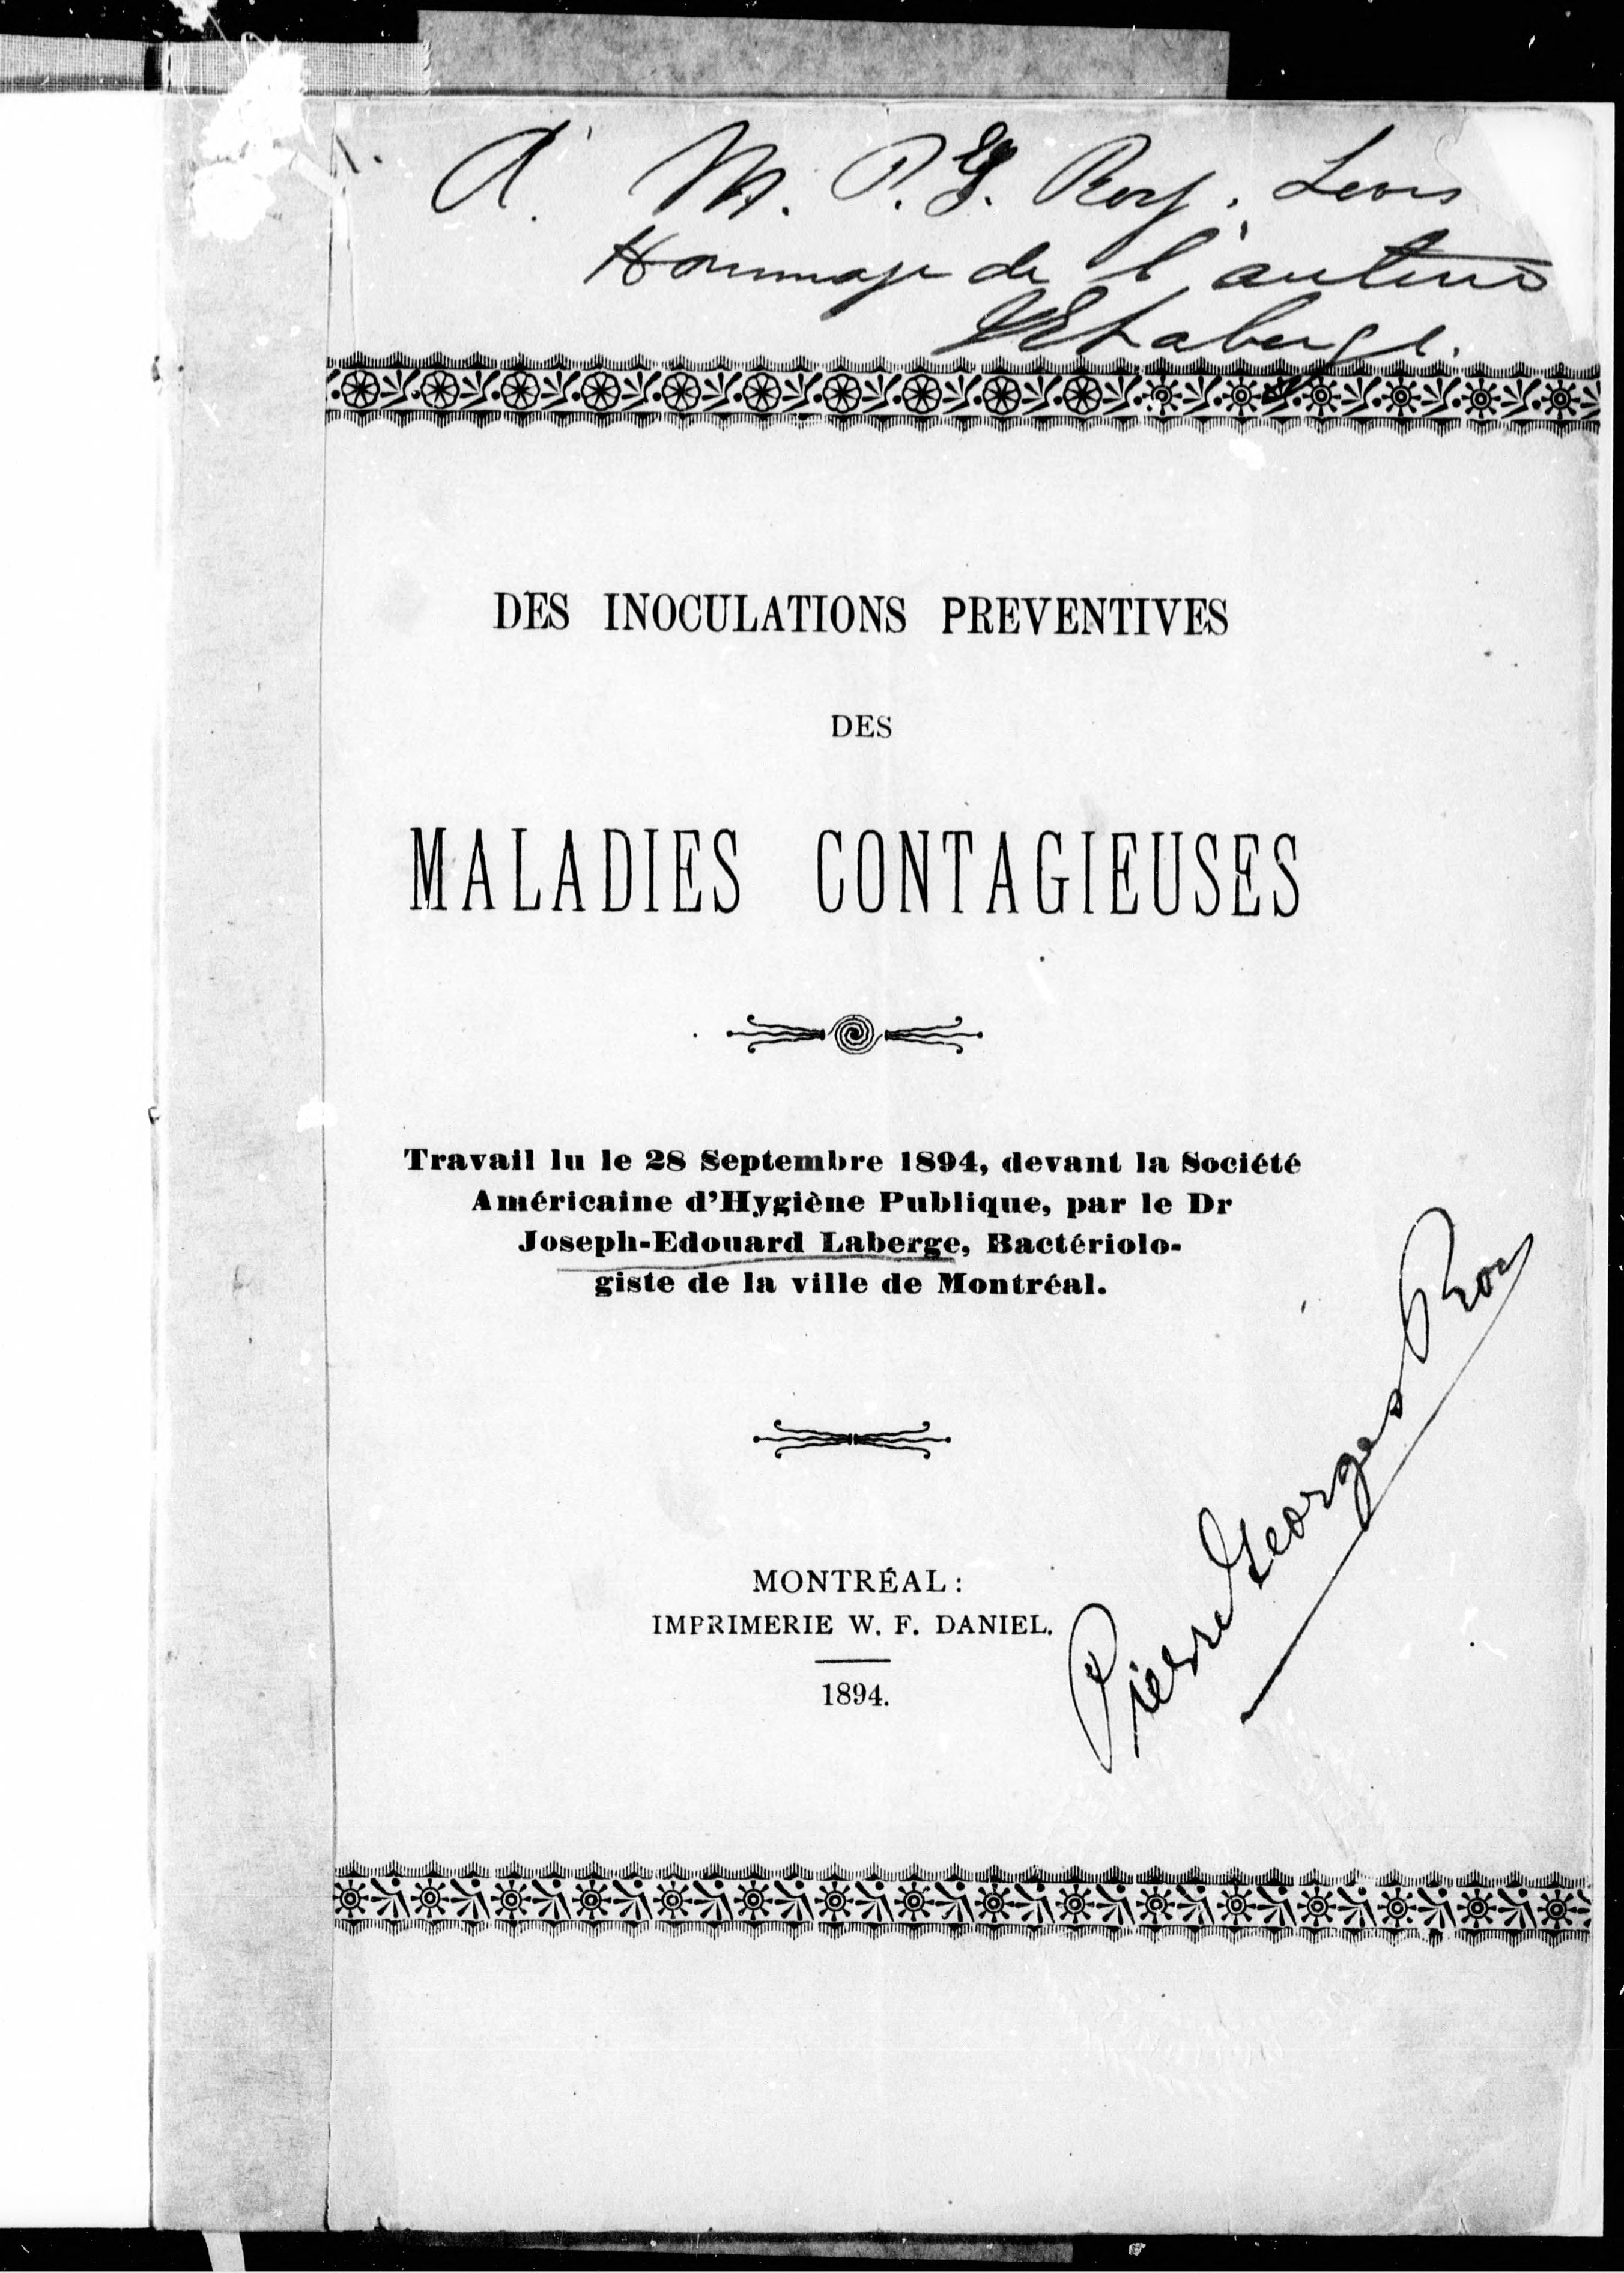 A M. P. G. Roy, Levis
Hommage de l'auteur
JELaberge.
DES INOCULATIONS PREVENTIVES
DES
MALADIES CONTAGIEUSES
Travail lu le 28 Septembre 1894, devant la Société
Américaine d'Hygiène Publique, par le Dr
Joseph-Edouard Laberge, Bactériolo-
giste de la ville de Montréal.
Pierre Georges Roy
MONTRÉAL:
IMPRIMERIE W. F. DANIEL.
1894.